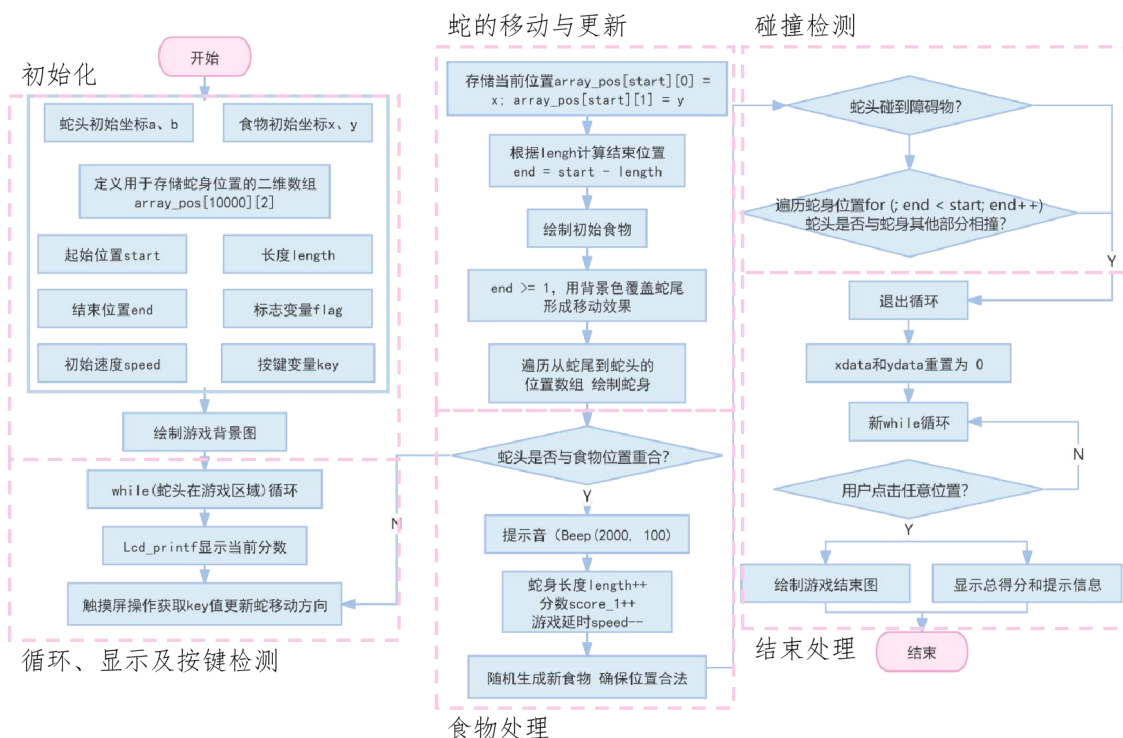 初始化
开始
蛇头初始坐标a、b
食物初始坐标x、y
定义用于存储蛇身位置的二维数组
array_pos[10000][2]
起始位置start
长度length
结束位置end
标志变量flag
初始速度speed
按键变量key
绘制游戏背景图
while(蛇头在游戏区域)循环
Lcd_printf显示当前分数
触摸屏操作获取key值更新蛇移动方向
循环、显示及按键检测
蛇的移动与更新
存储当前位置array_pos[start][0] =
x; array_pos[start][1] = y
根据lengh计算结束位置
end = start - length
绘制初始食物
end >= 1, 用背景色覆盖蛇尾
形成移动效果
遍历从蛇尾到蛇头的
位置数组 绘制蛇身
蛇头是否与食物位置重合?
N
Y
提示音（Beep(2000, 100)
蛇身长度length++
分数score_1++
游戏延时speed--
随机生成新食物 确保位置合法
食物处理
碰撞检测
蛇头碰到障碍物?
遍历蛇身位置for (; end < start; end++)
蛇头是否与蛇身其他部分相撞?
Y
退出循环
xdata和ydata重置为 0
新while循环
N
用户点击任意位置?
Y
绘制游戏结束图
显示总得分和提示信息
结束处理
结束